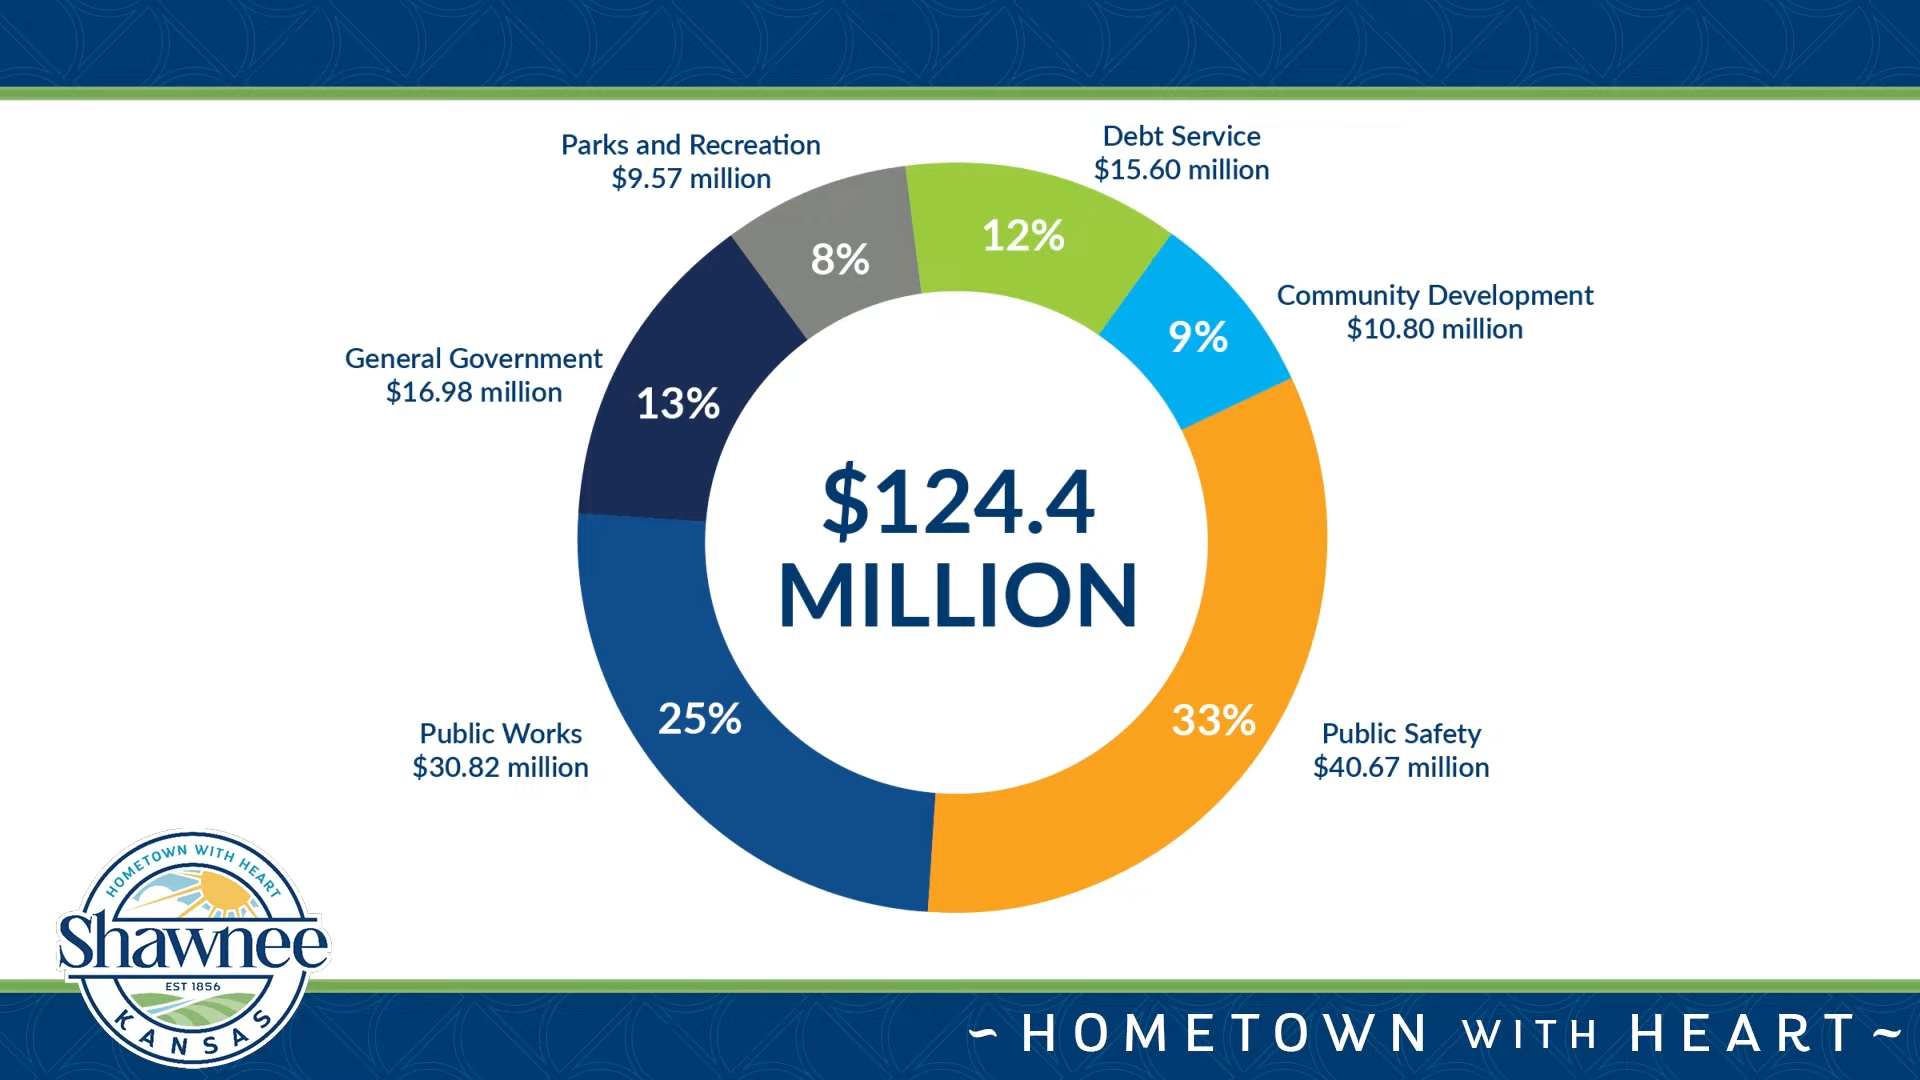 Parks and Recreation
$9.57 million
Debt Service
$15.60 million
8%
12%
Community Development
$10.80 million
9%
General Government
$16.98 million
13%
$124.4
MILLION
Public Works
$30.82 million
25%
33%
Public Safety
$40.67 million
HOMETOWN WITH HEART
Shawnee
EST 1856
KANSAS
~ HOMETOWN WITH HEART ~